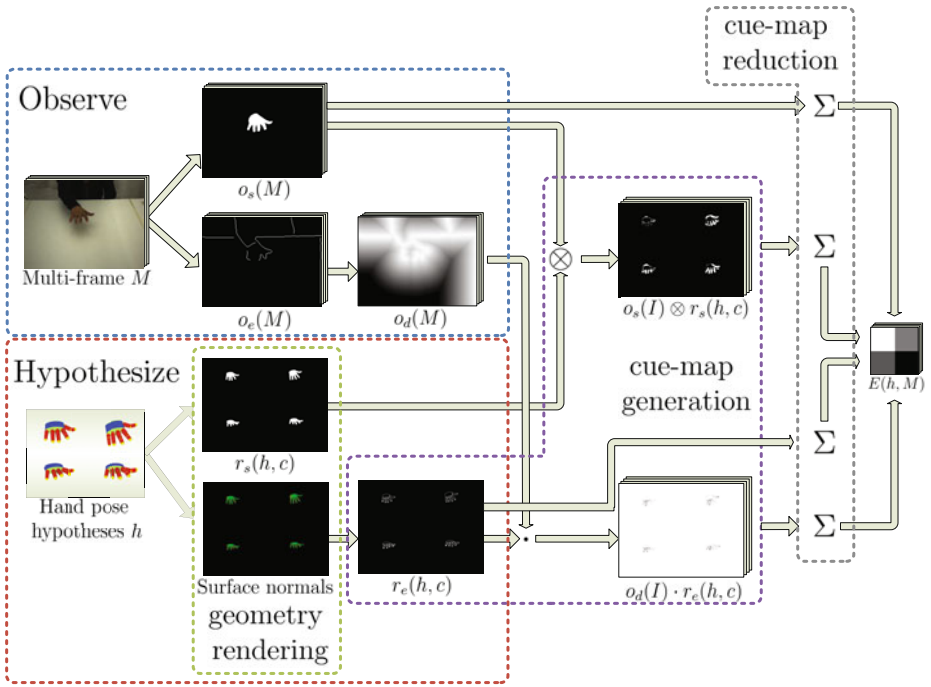 cue-map
reduction
Observe
Σ
o_s(M)
Multi-frame M
⊗
Σ
o_s(I) ⊗ r_s(h, c)
o_e(M)
o_d(M)
Hypothesize
cue-map
generation
E(h, M)
r_s(h, c)
Σ
Hand pose
hypotheses h
·
Σ
Surface normals
r_e(h, c)
o_d(I) · r_e(h, c)
geometry
rendering